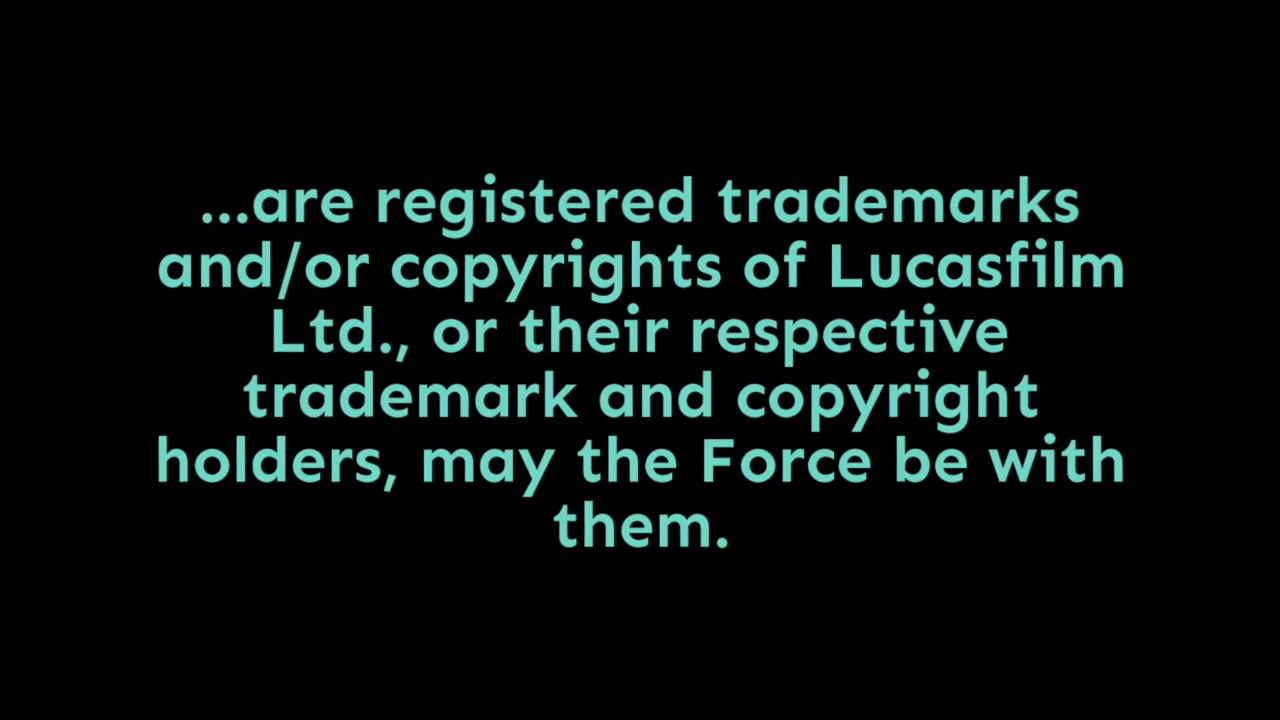 ...are registered trademarks
and/or copyrights of Lucasfilm
Ltd., or their respective
trademark and copyright
holders, may the Force be with
them.